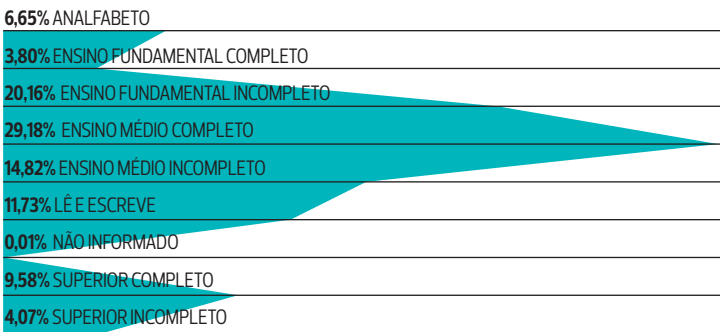 6,65% ANALFABETO
3,80% ENSINO FUNDAMENTAL COMPLETO
20,16% ENSINO FUNDAMENTAL INCOMPLETO
29,18% ENSINO MÉDIO COMPLETO
14,82% ENSINO MÉDIO INCOMPLETO
11,73% LÊ E ESCREVE
0,01% NÃO INFORMADO
9,58% SUPERIOR COMPLETO
4,07% SUPERIOR INCOMPLETO